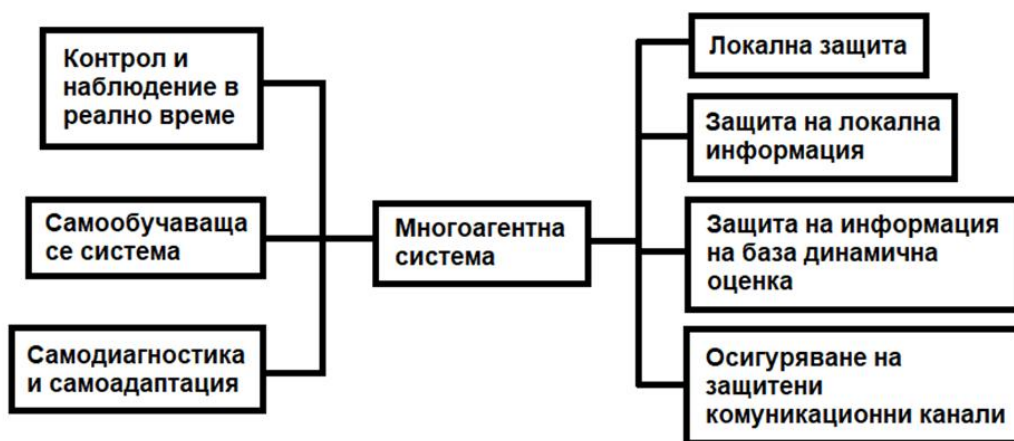 Контрол и
наблюдение в
реално време
Самообучаваща
се система
Самодиагностика
и самоадаптация
Многоагентна
система
Локална защита
Защита на локална
информация
Защита на информация
на база динамична
оценка
Осигуряване на
защитени
комуникационни канали